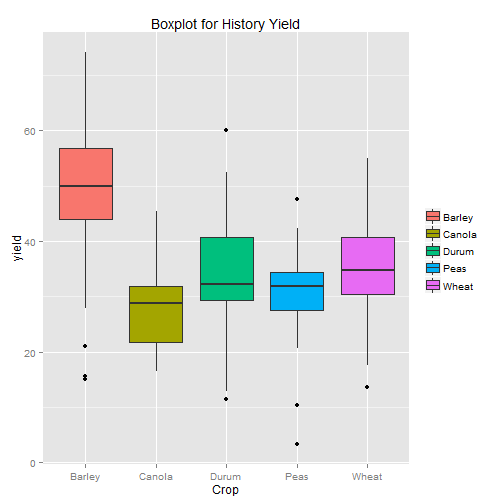 Boxplot for History Yield
yield
60
40
20
0
Barley Canola Durum Peas Wheat
Crop
Barley
Canola
Durum
Peas
Wheat